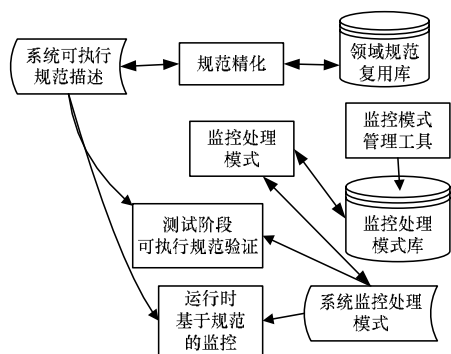 系统可执行
规范描述
规范精化
领域规范
复用库
监控处理
模式
监控模式
管理工具
监控处理
模式库
测试阶段
可执行规范验证
运行时
基于规范
的监控
系统监控处理
模式